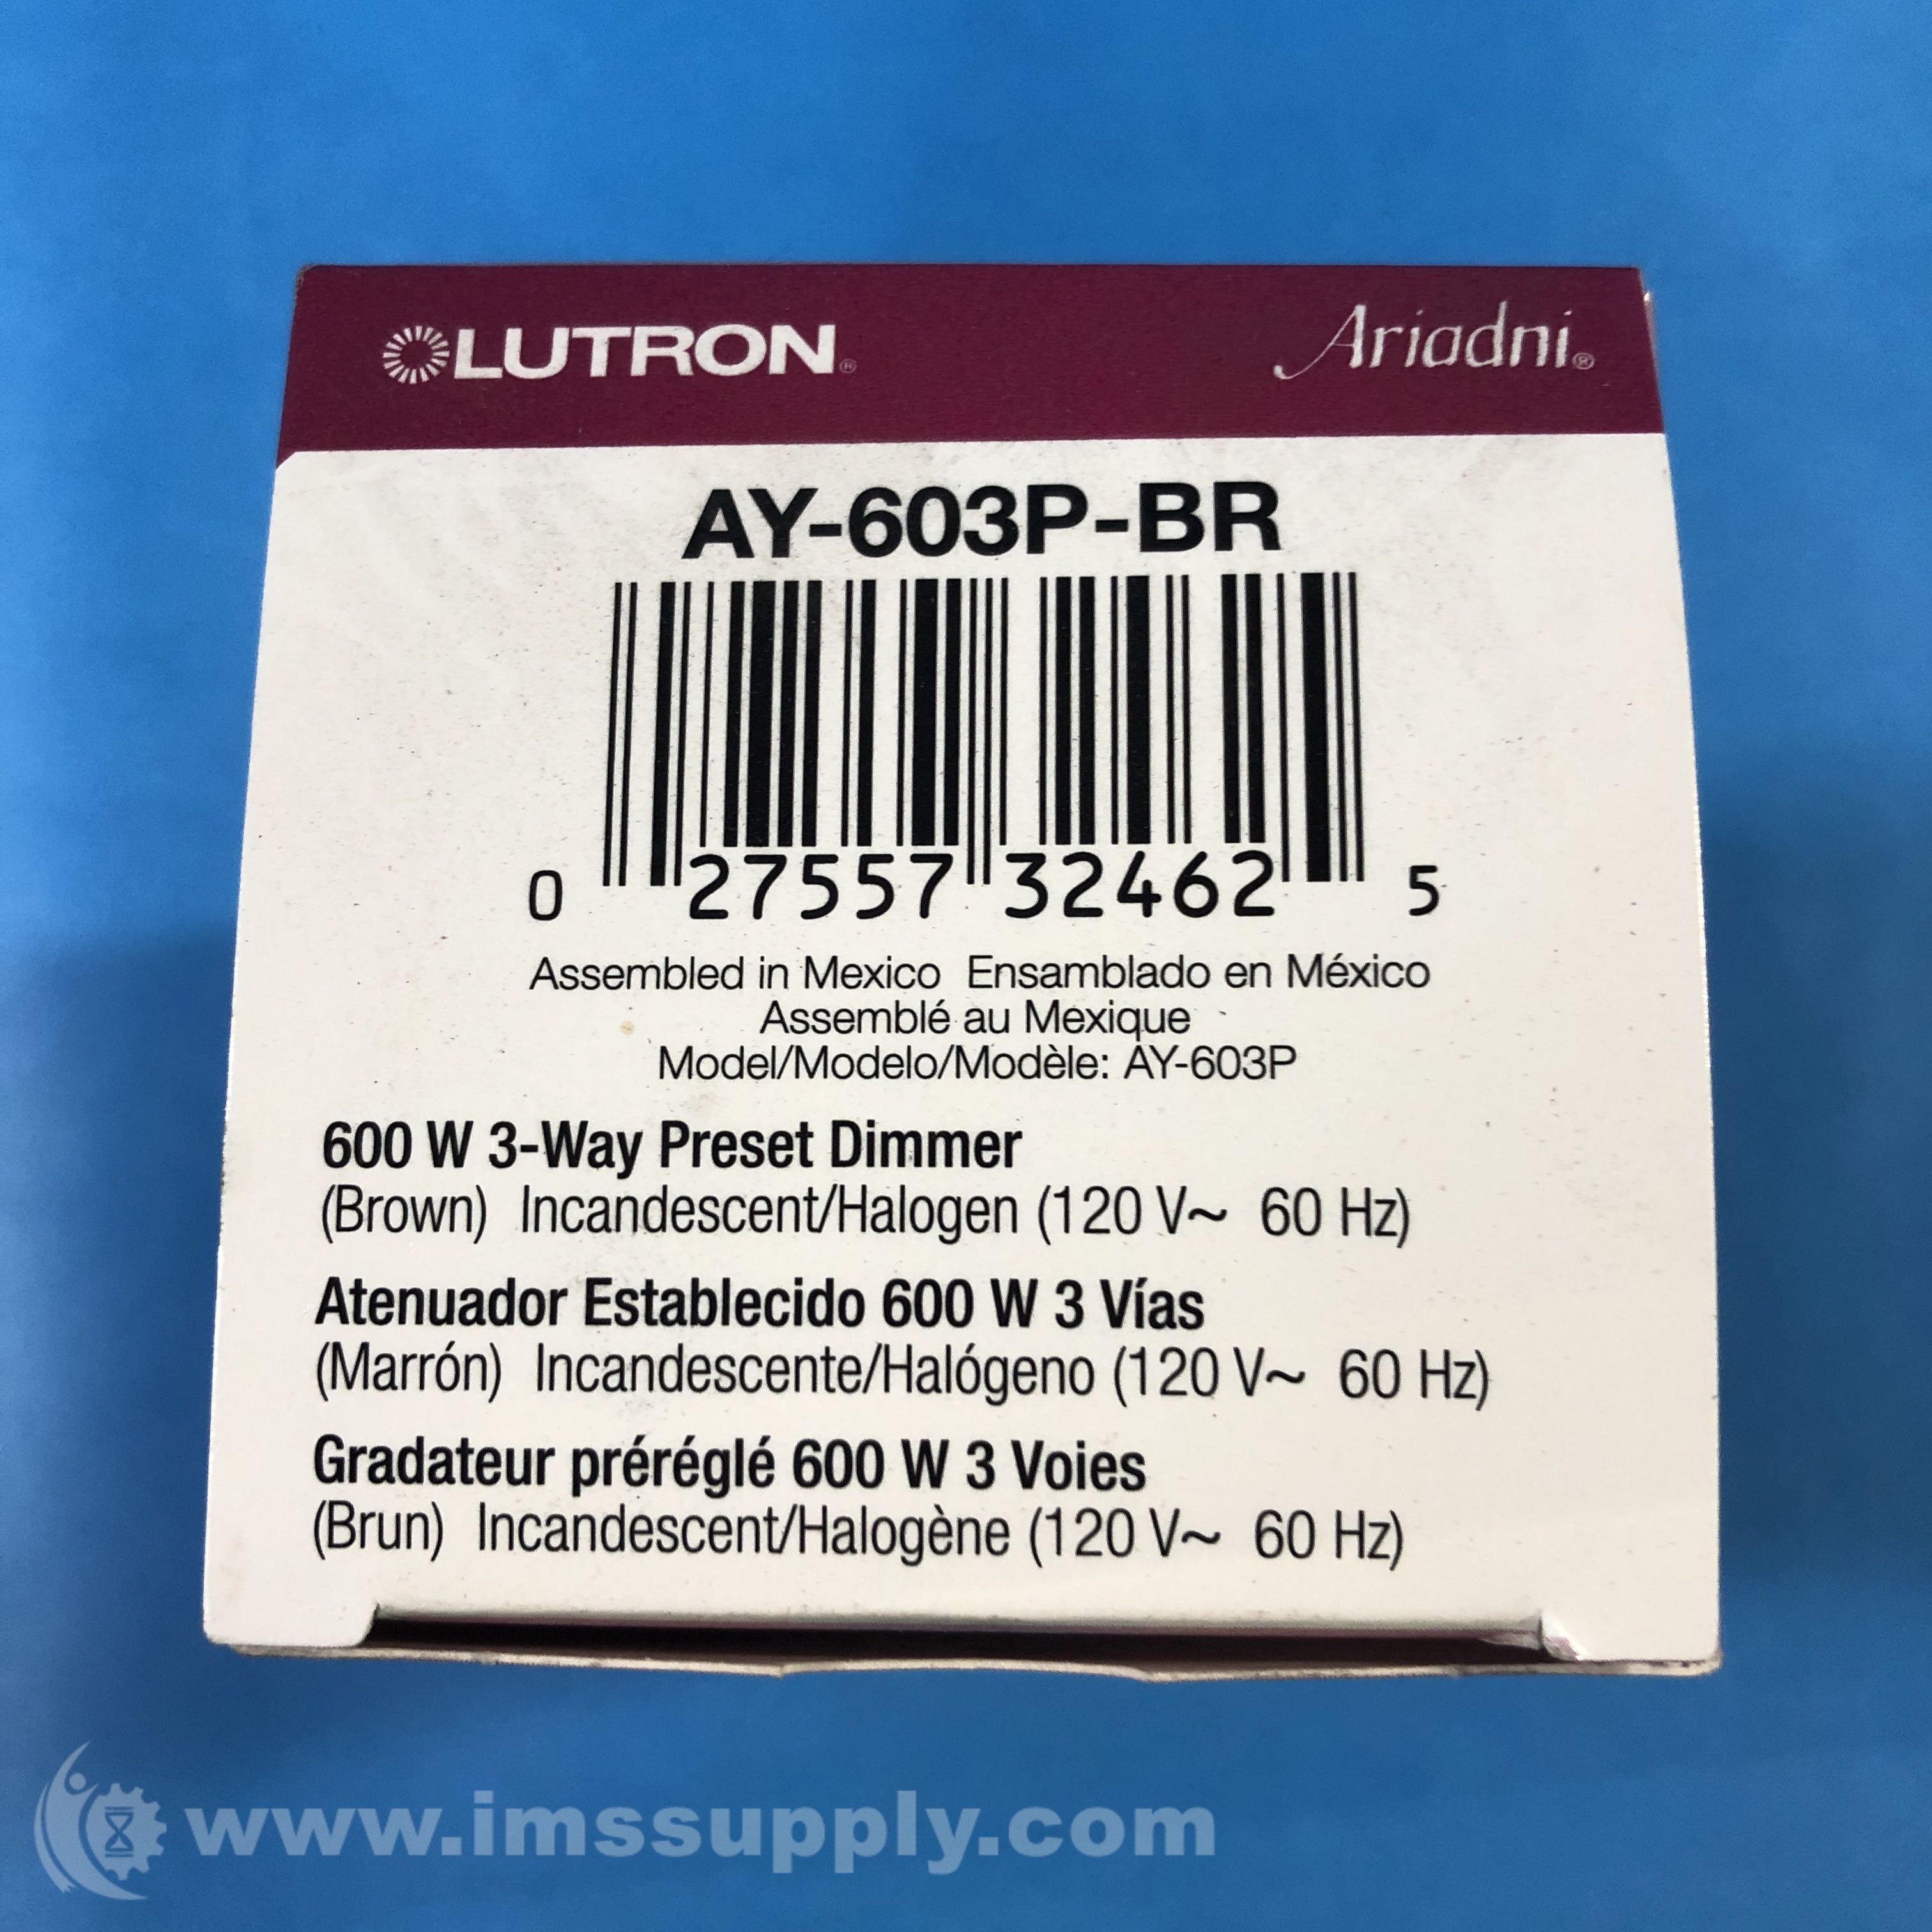 LUTRON® Ariadni®
AY-603P-BR
0 27557 32462 5
Assembled in Mexico Ensamblado en México
Assemblé au Mexique
Model/Modelo/Modèle: AY-603P
600 W 3-Way Preset Dimmer
(Brown) Incandescent/Halogen (120 V~ 60 Hz)
Atenuador Establecido 600 W 3 Vías
(Marrón) Incandescente/Halógeno (120 V~ 60 Hz)
Gradateur préréglé 600 W 3 Voies
(Brun) Incandescent/Halogène (120 V~ 60 Hz)
www.imssupply.com